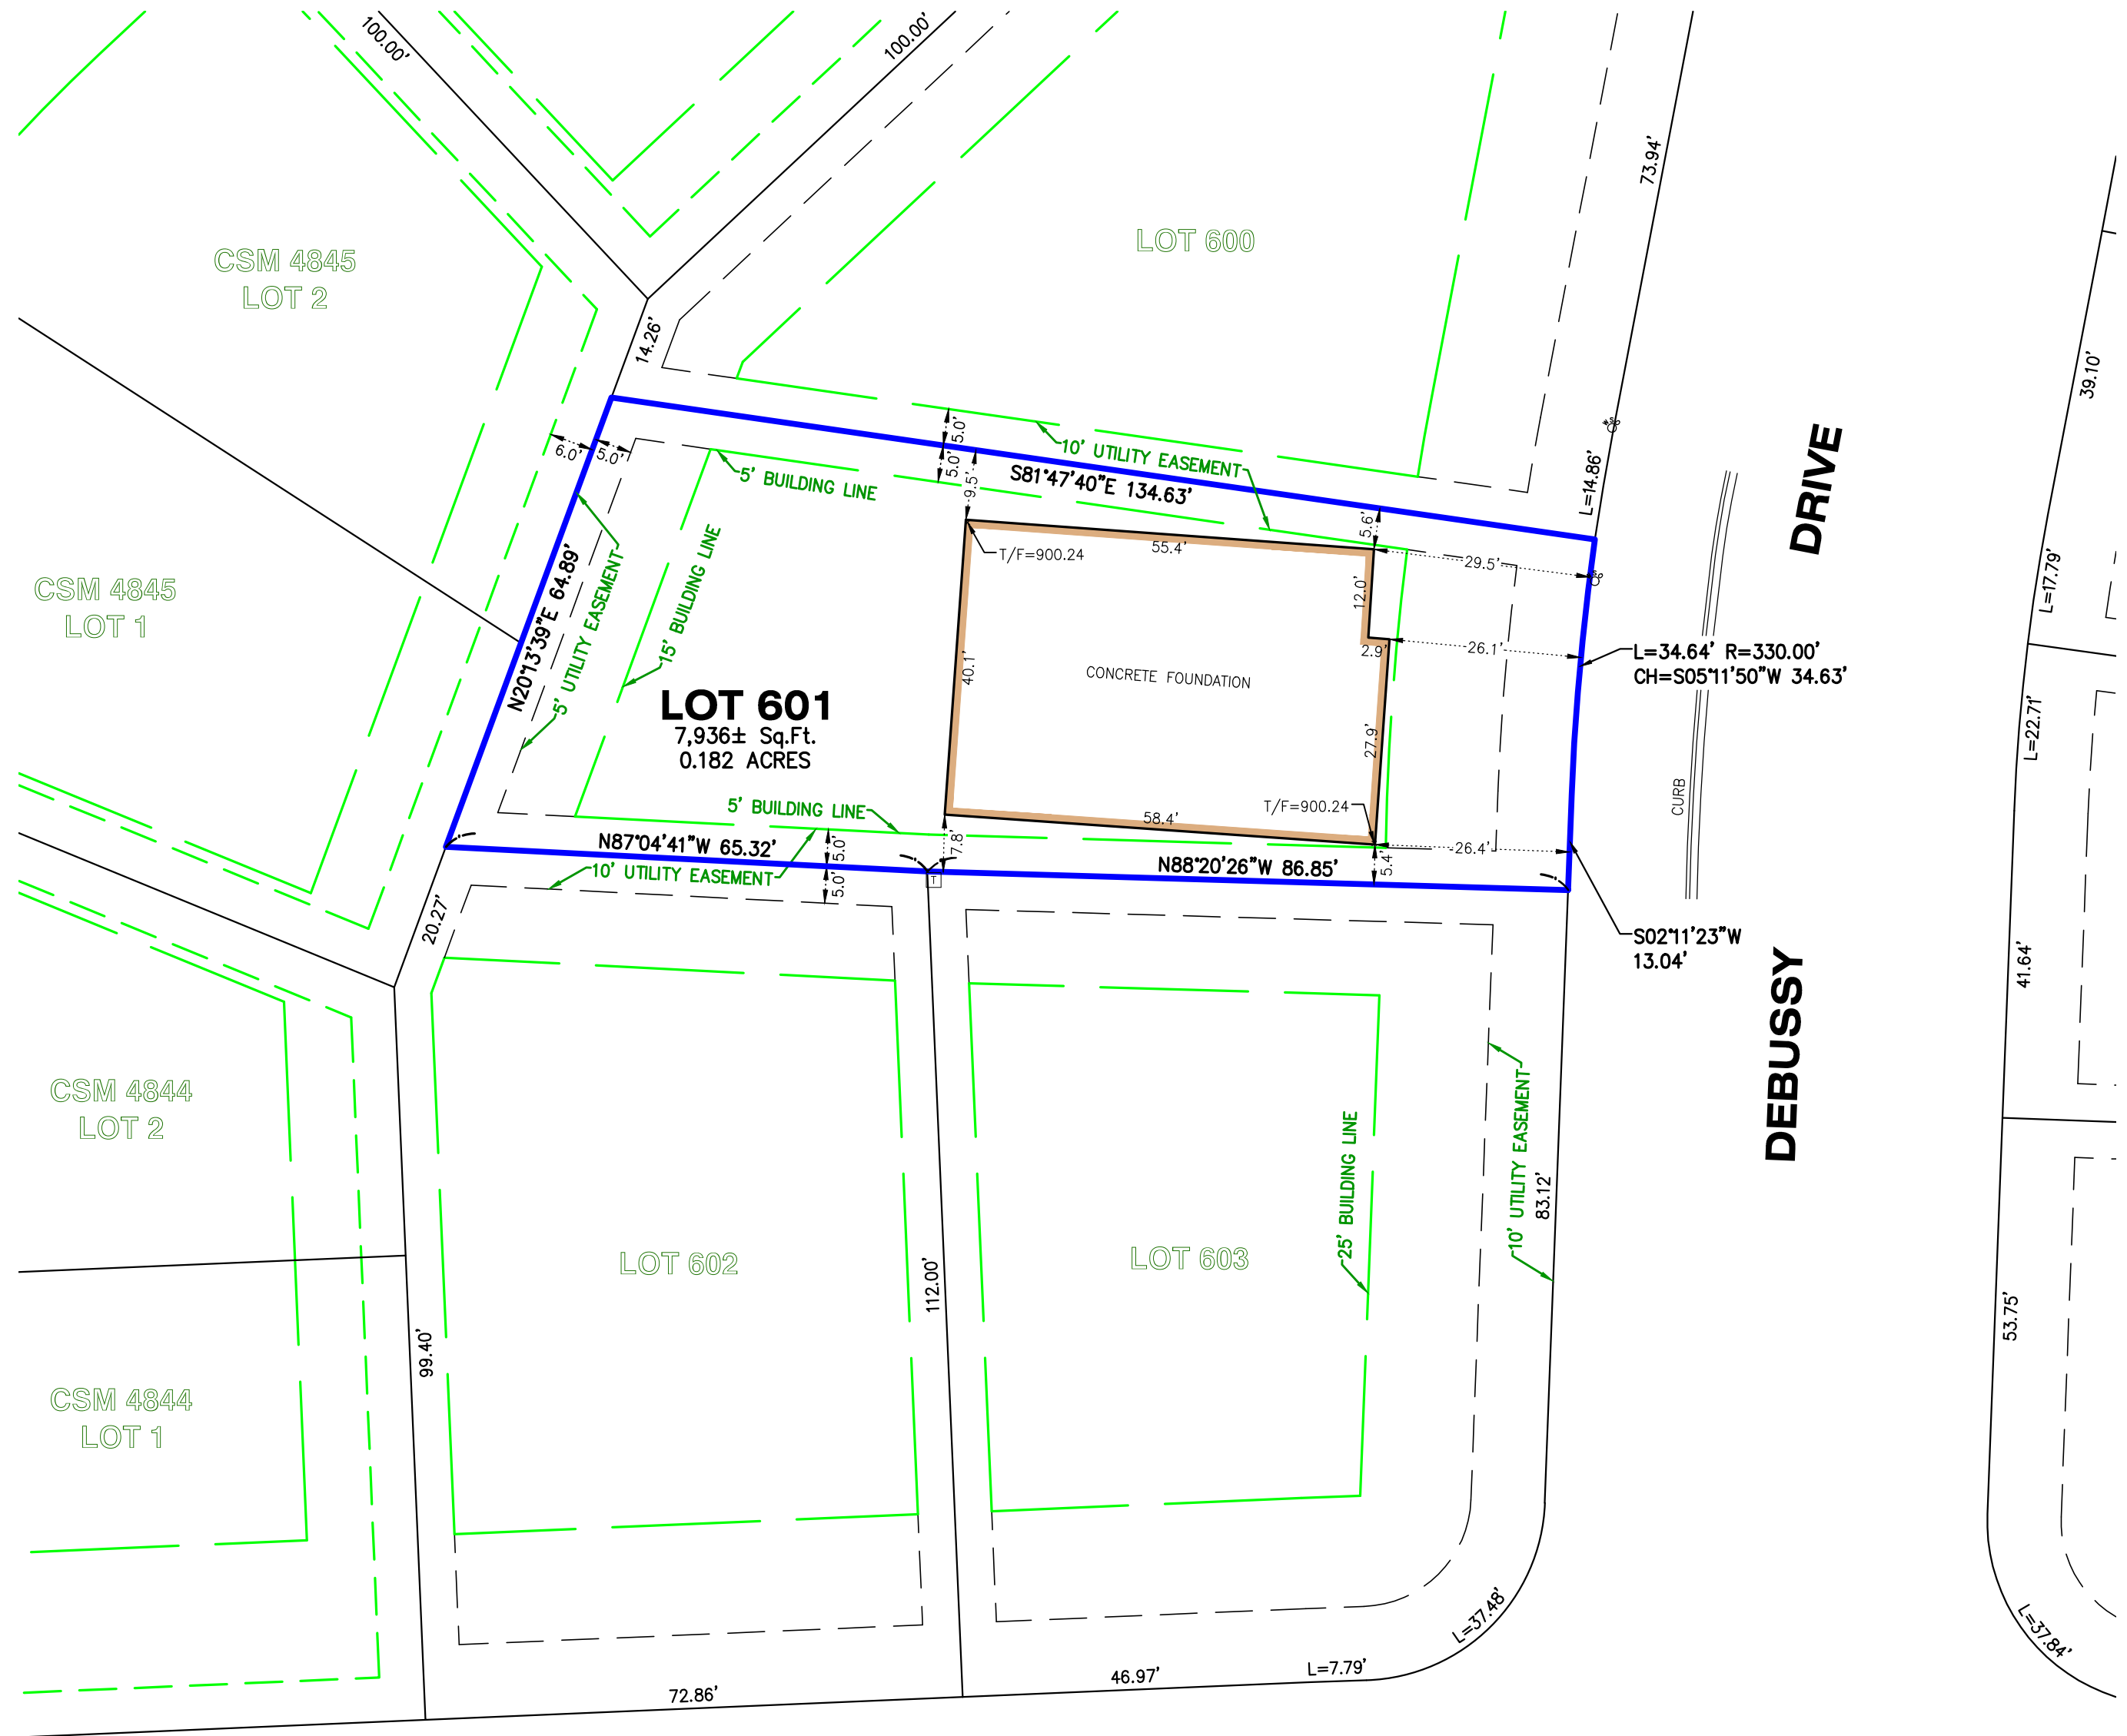 100.00'
100.00'
73.94'
CSM 4845
LOT 2
LOT 600
14.26'
39.10'
DRIVE
L=14.86'
6.0'
5.0'
5.0'
5.0'
9.5'
10' UTILITY EASEMENT
S81°47'40"E 134.63'
5' BUILDING LINE
5.6'
29.5'
55.4'
T/F=900.24
12.0'
L=17.79'
CSM 4845
LOT 1
N20°13'39"E 64.89'
5' UTILITY EASEMENT
15' BUILDING LINE
40.1'
CONCRETE FOUNDATION
2.9'
26.1'
L=34.64' R=330.00'
CH=S05°11'50"W 34.63'
LOT 601
7,936± Sq.Ft.
0.182 ACRES
27.9'
L=22.71'
CURB
5' BUILDING LINE
T/F=900.24
58.4'
7.8'
N87°04'41"W 65.32'
5.0'
5.0'
10' UTILITY EASEMENT
T
N88°20'26"W 86.85'
5.4'
26.4'
S02°11'23"W
13.04'
20.27'
41.64'
DEBUSSY
CSM 4844
LOT 2
25' BUILDING LINE
10' UTILITY EASEMENT
83.12'
LOT 602
LOT 603
112.00'
99.40'
53.75'
CSM 4844
LOT 1
L=37.48'
L=37.84'
72.86'
46.97'
L=7.79'